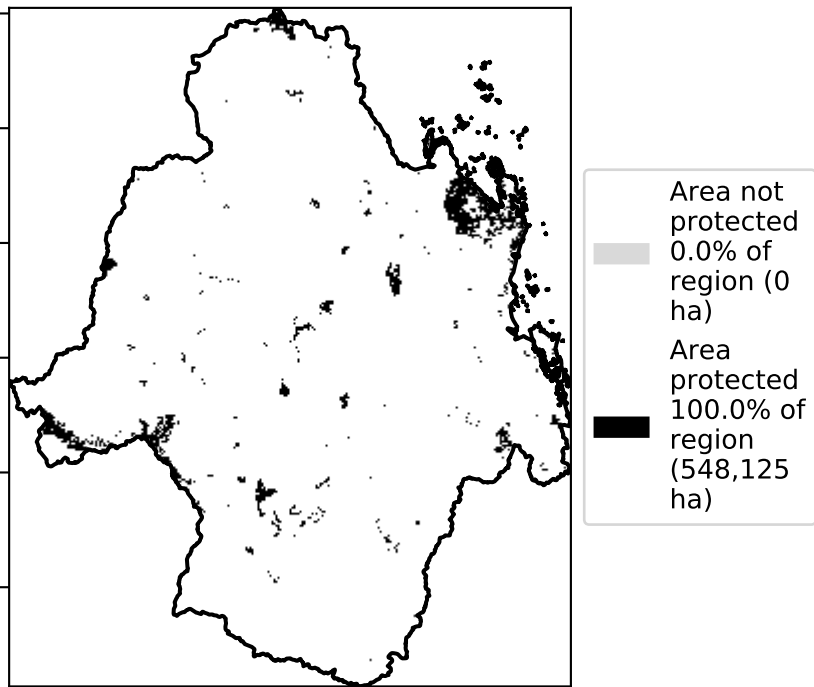 Area not
protected
0.0% of
region (0
ha)
Area
protected
100.0% of
region
(548,125
ha)